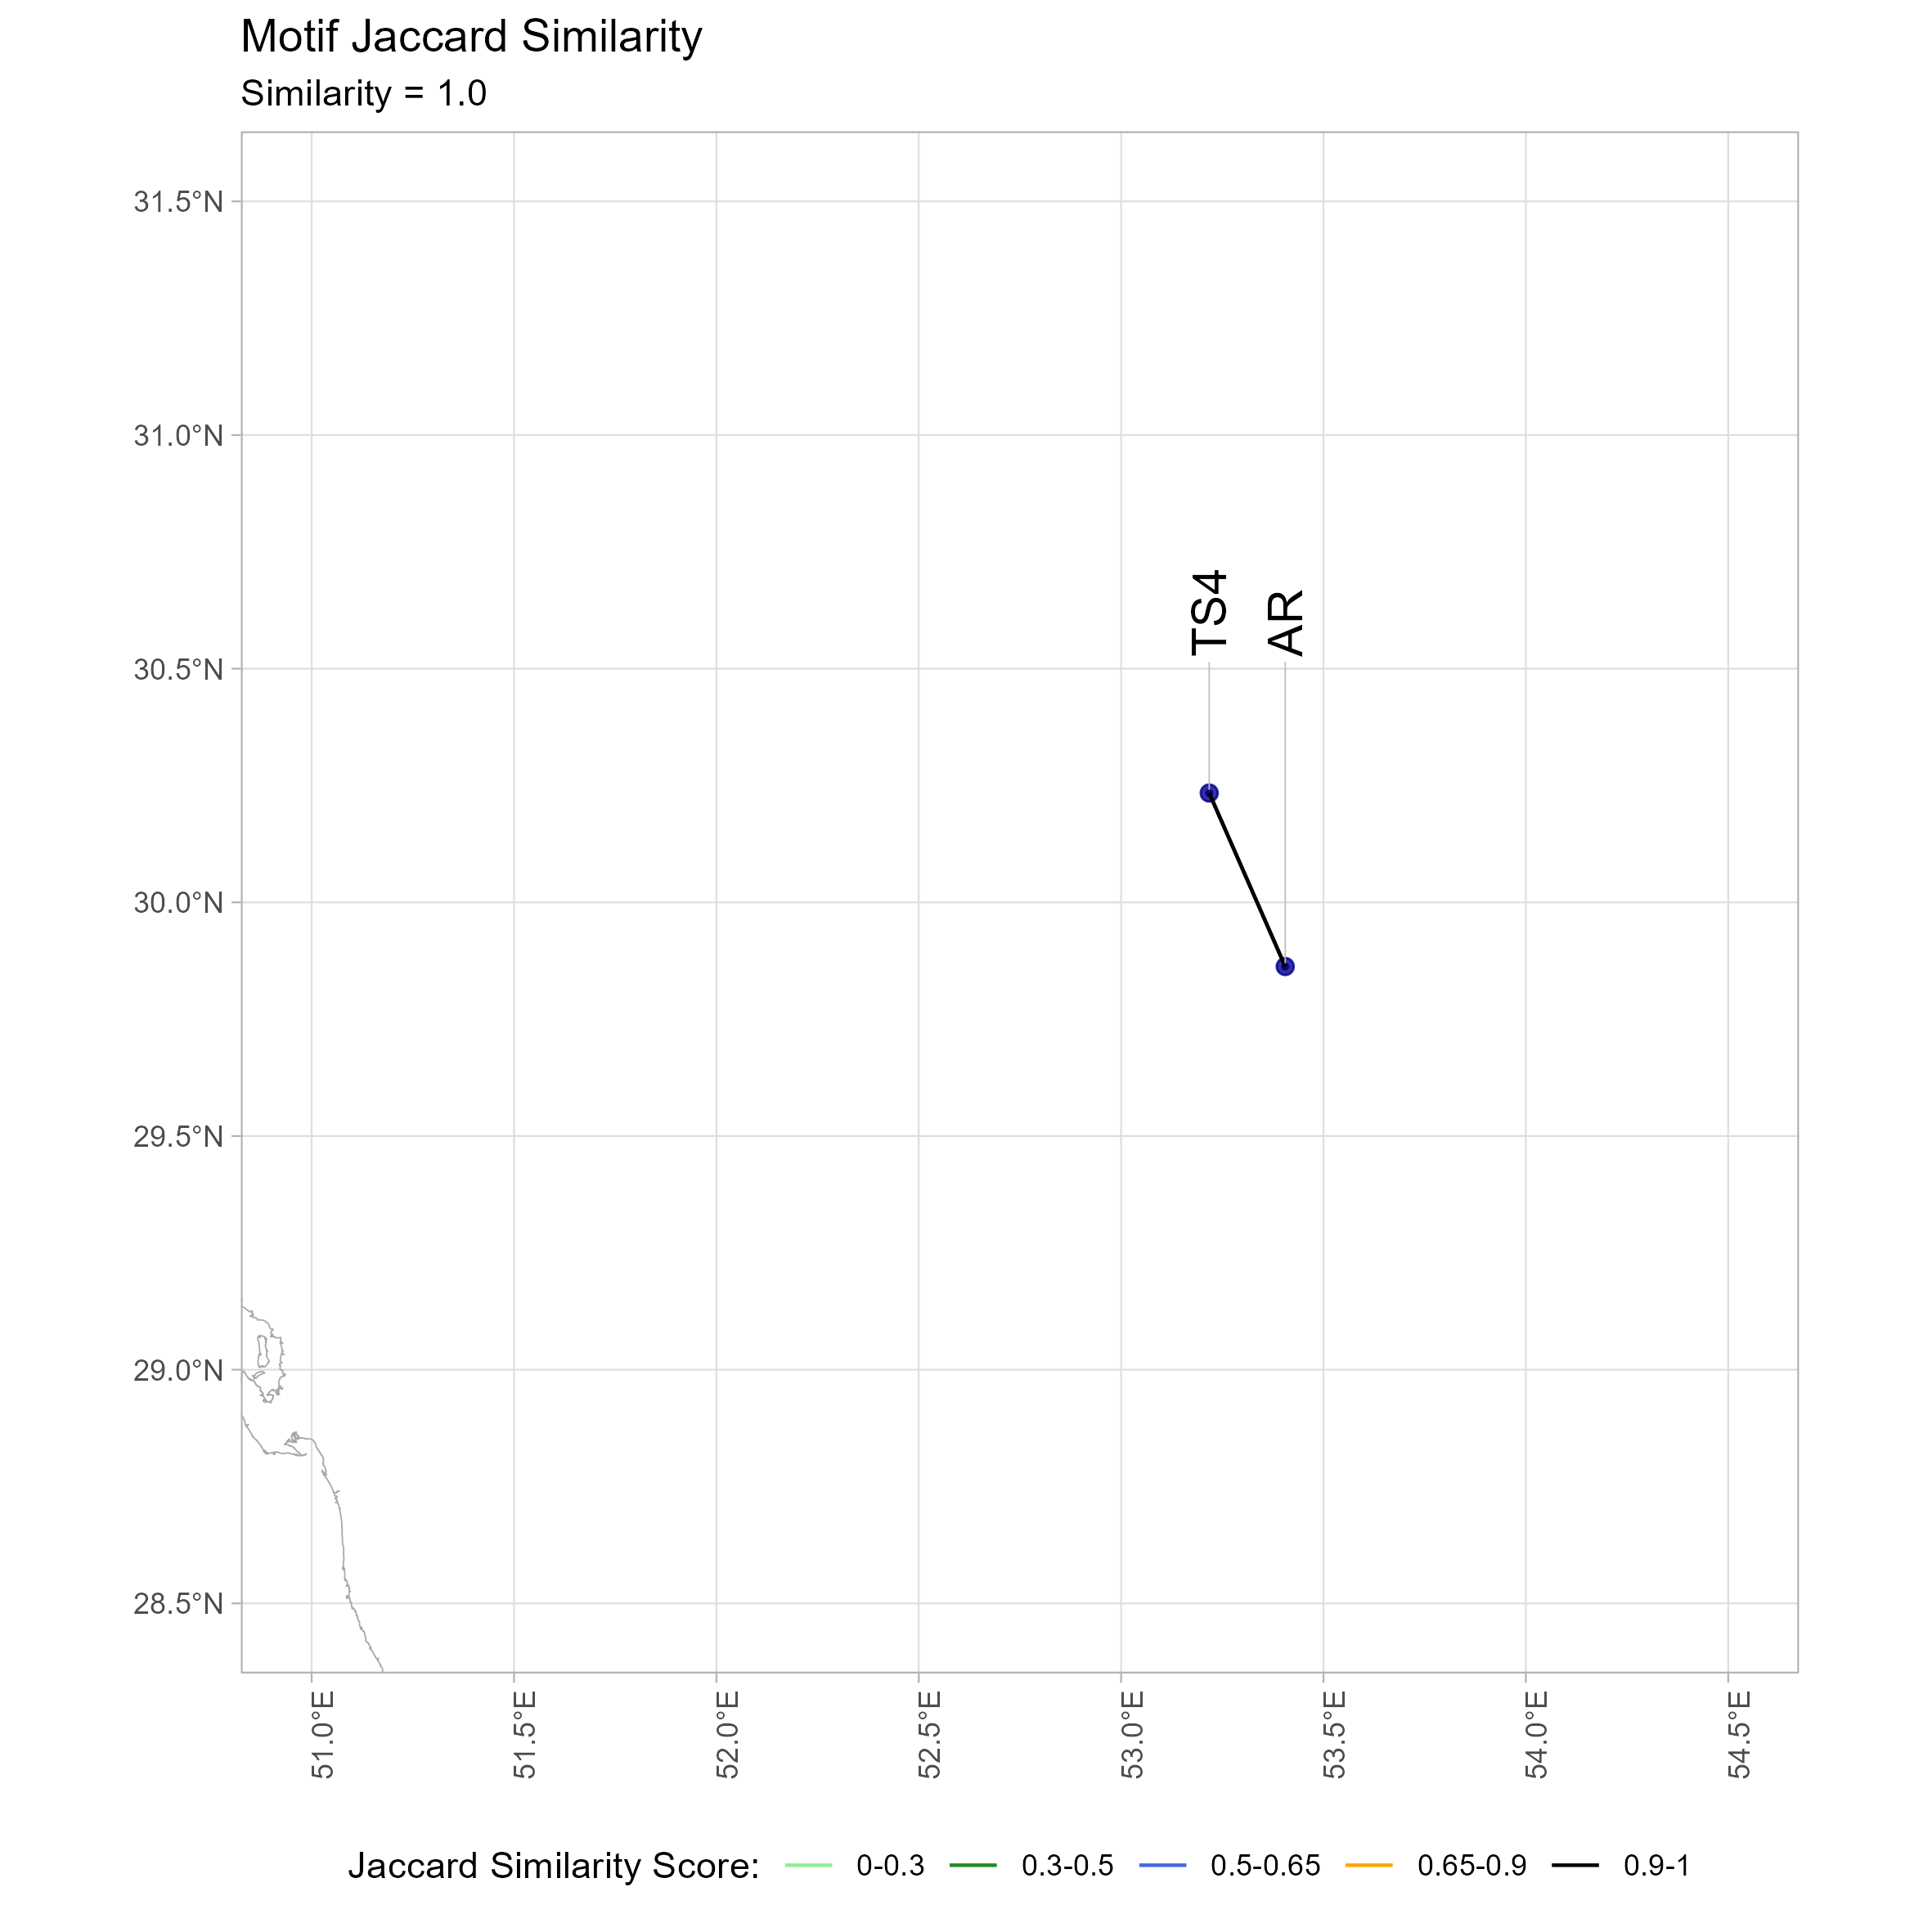 Motif Jaccard Similarity
Similarity = 1.0
31.5°N
31.0°N
30.5°N
30.0°N
29.5°N
29.0°N
28.5°N
TS4
AR
51.0°E
51.5°E
52.0°E
52.5°E
53.0°E
53.5°E
54.0°E
54.5°E
Jaccard Similarity Score: 0-0.3 0.3-0.5 0.5-0.65 0.65-0.9 0.9-1